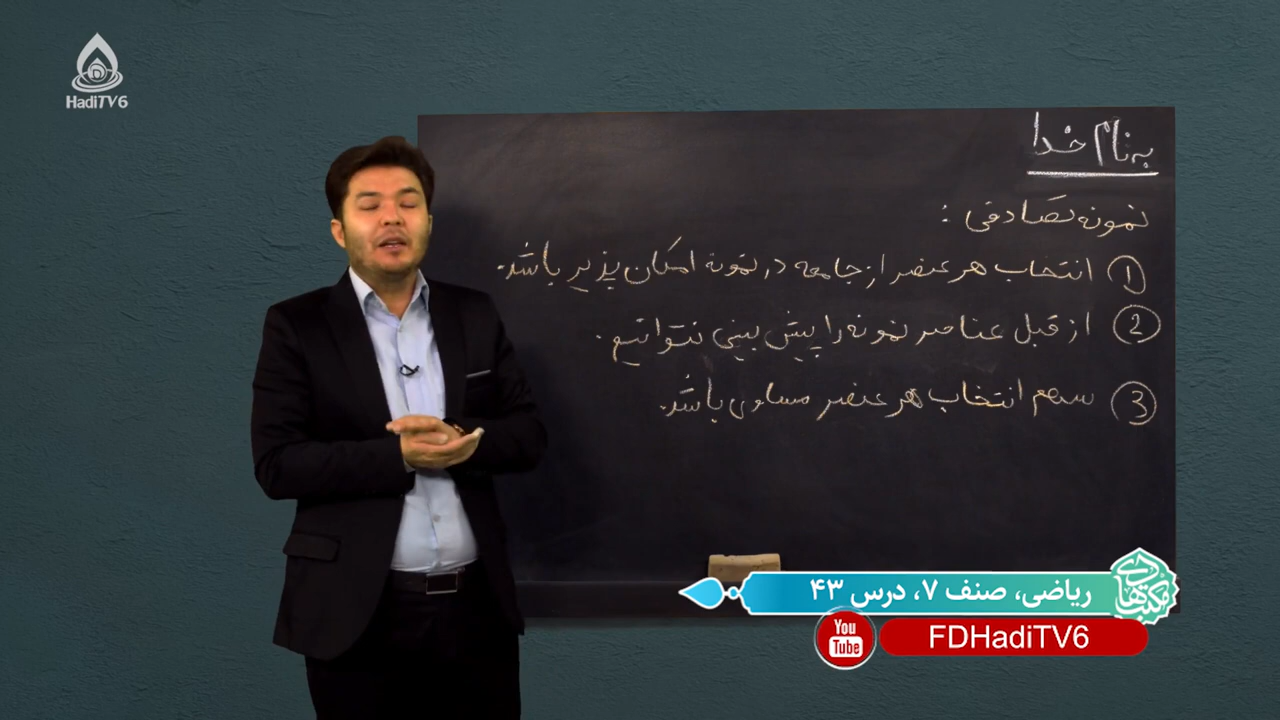 HadiTV6
به نام خدا
نمونه تصادفی :
① انتخاب هر عنصر از جامعه در نمونه امکان پذیر باشد.
② از قبل عناصر نمونه را پیش بینی نتوانیم.
③ سهم انتخاب هر عنصر مساوی باشد.
ریاضی، صنف ۷، درس ۴۳
مکتب هادی
You
Tube
FDHadiTV6